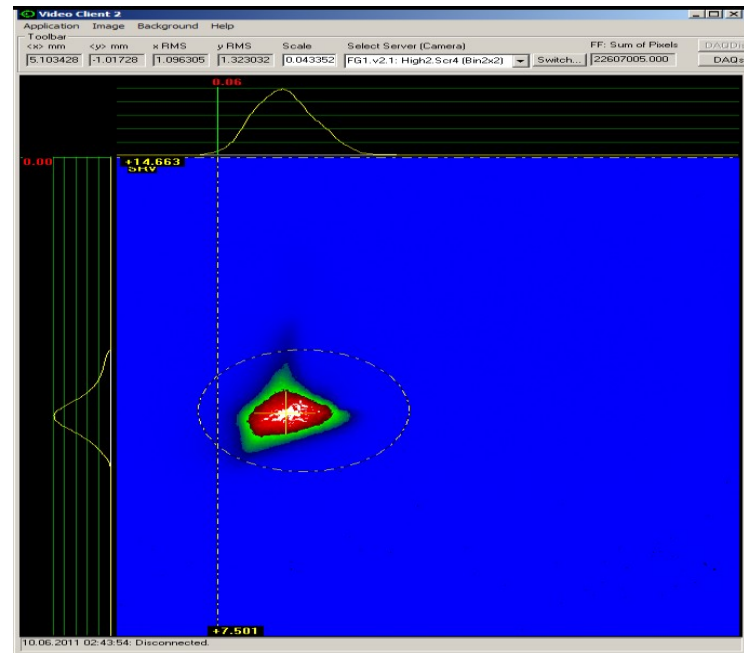 Video Client 2
Application Image Background Help
Toolbar
<x> mm <y> mm x RMS y RMS Scale Select Server (Camera) FF: Sum of Pixels
5.103428 -1.01728 1.096305 1.323032 0.043352 FG1.v2.1: High2.Scr4 (Bin2x2) Switch... 22607005.000 DAQs
0.06
0.00 +14.663
SRV
+7.501
10.06.2011 02:43:54: Disconnected.